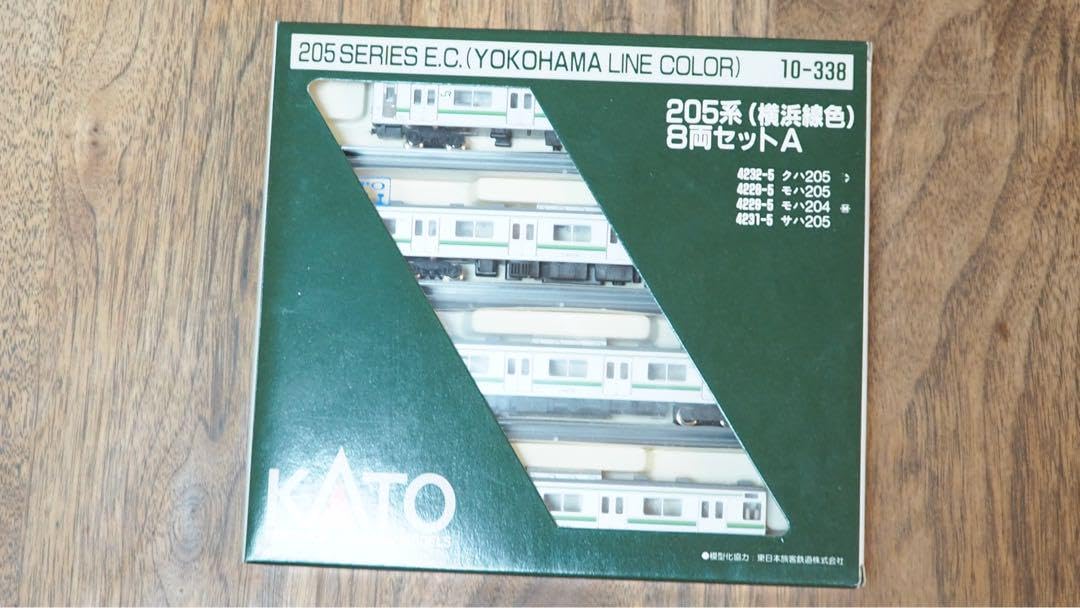 205 SERIES E.C.(YOKOHAMA LINE COLOR) 10-338
205系(横浜線色)
8両セットA
4232-5 クハ205
4220-5 モハ205
4229-5 モハ204
4231-5 サハ205
JR
KATO
●模型化協力:東日本旅客鉄道株式会社